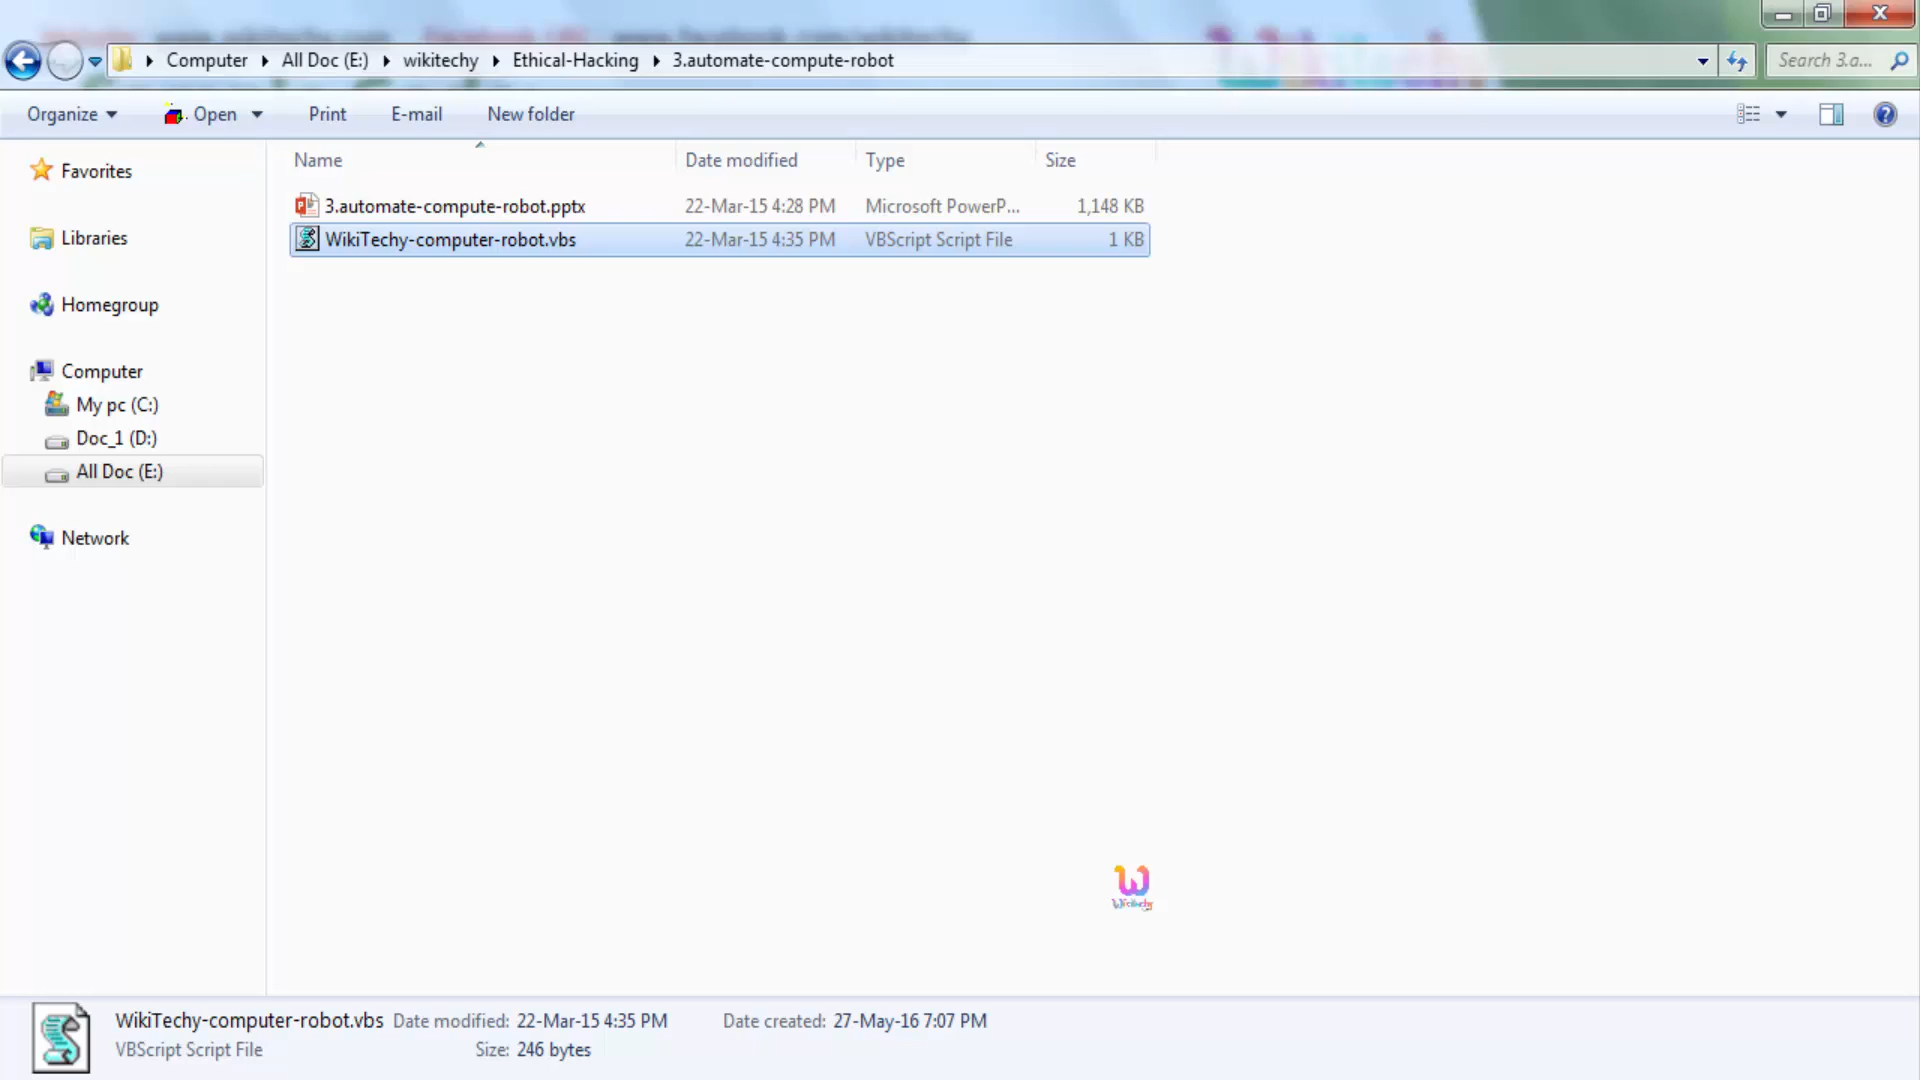 Computer All Doc (E:) wikitechy Ethical-Hacking 3.automate-compute-robot
Search 3.a...
Organize Open Print E-mail New folder
Name Date modified Type Size
3.automate-compute-robot.pptx 22-Mar-15 4:28 PM Microsoft PowerP... 1,148 KB
WikiTechy-computer-robot.vbs 22-Mar-15 4:35 PM VBScript Script File 1 KB
Favorites
Libraries
Homegroup
Computer
My pc (C:)
Doc_1 (D:)
All Doc (E:)
Network
Wikitechy
WikiTechy-computer-robot.vbs Date modified: 22-Mar-15 4:35 PM Date created: 27-May-16 7:07 PM
VBScript Script File Size: 246 bytes